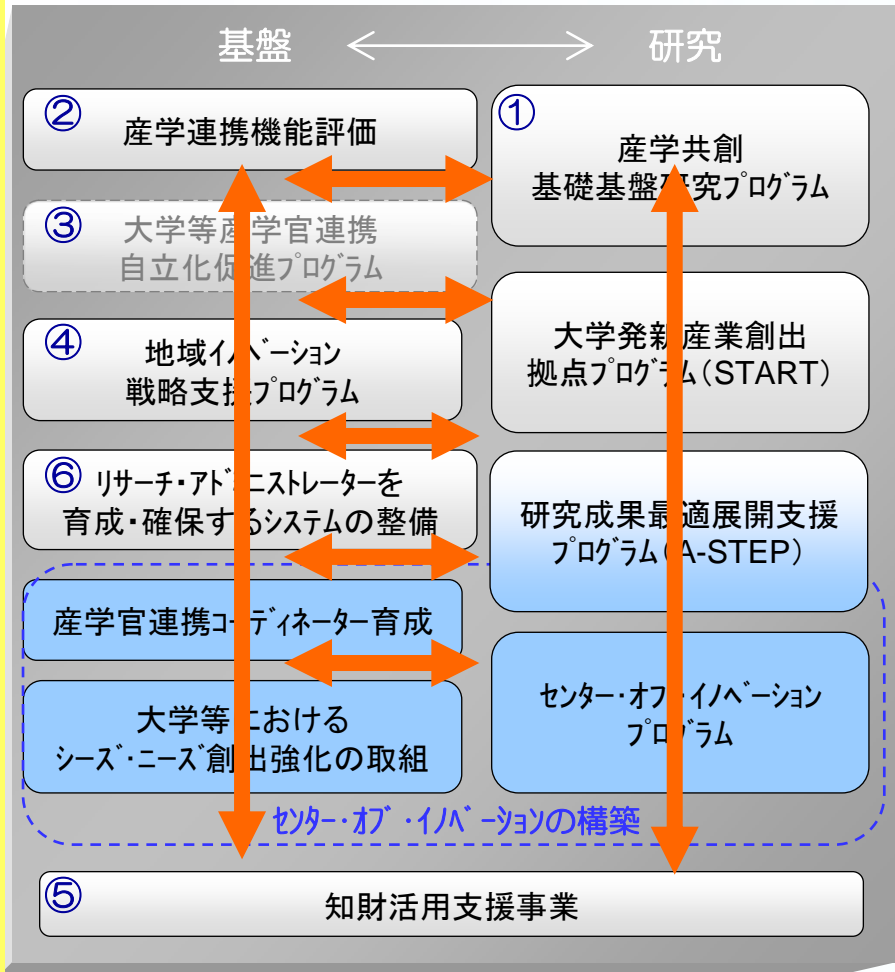 基盤 研究
②
産学連携機能評価
①
産学共創
基礎基盤研究プログラム
③
大学等産学官連携
自立化促進プログラム
大学発新産業創出
拠点プログラム(START)
④
地域イノベーション
戦略支援プログラム
⑥
リサーチ・アドミニストレーターを
育成・確保するシステムの整備
研究成果最適展開支援
プログラム(A-STEP)
産学官連携コーディネーター育成
大学等における
シーズ・ニーズ創出強化の取組
センター・オブ・イノベーション
プログラム
センター・オブ・イノベーションの構築
⑤
知財活用支援事業